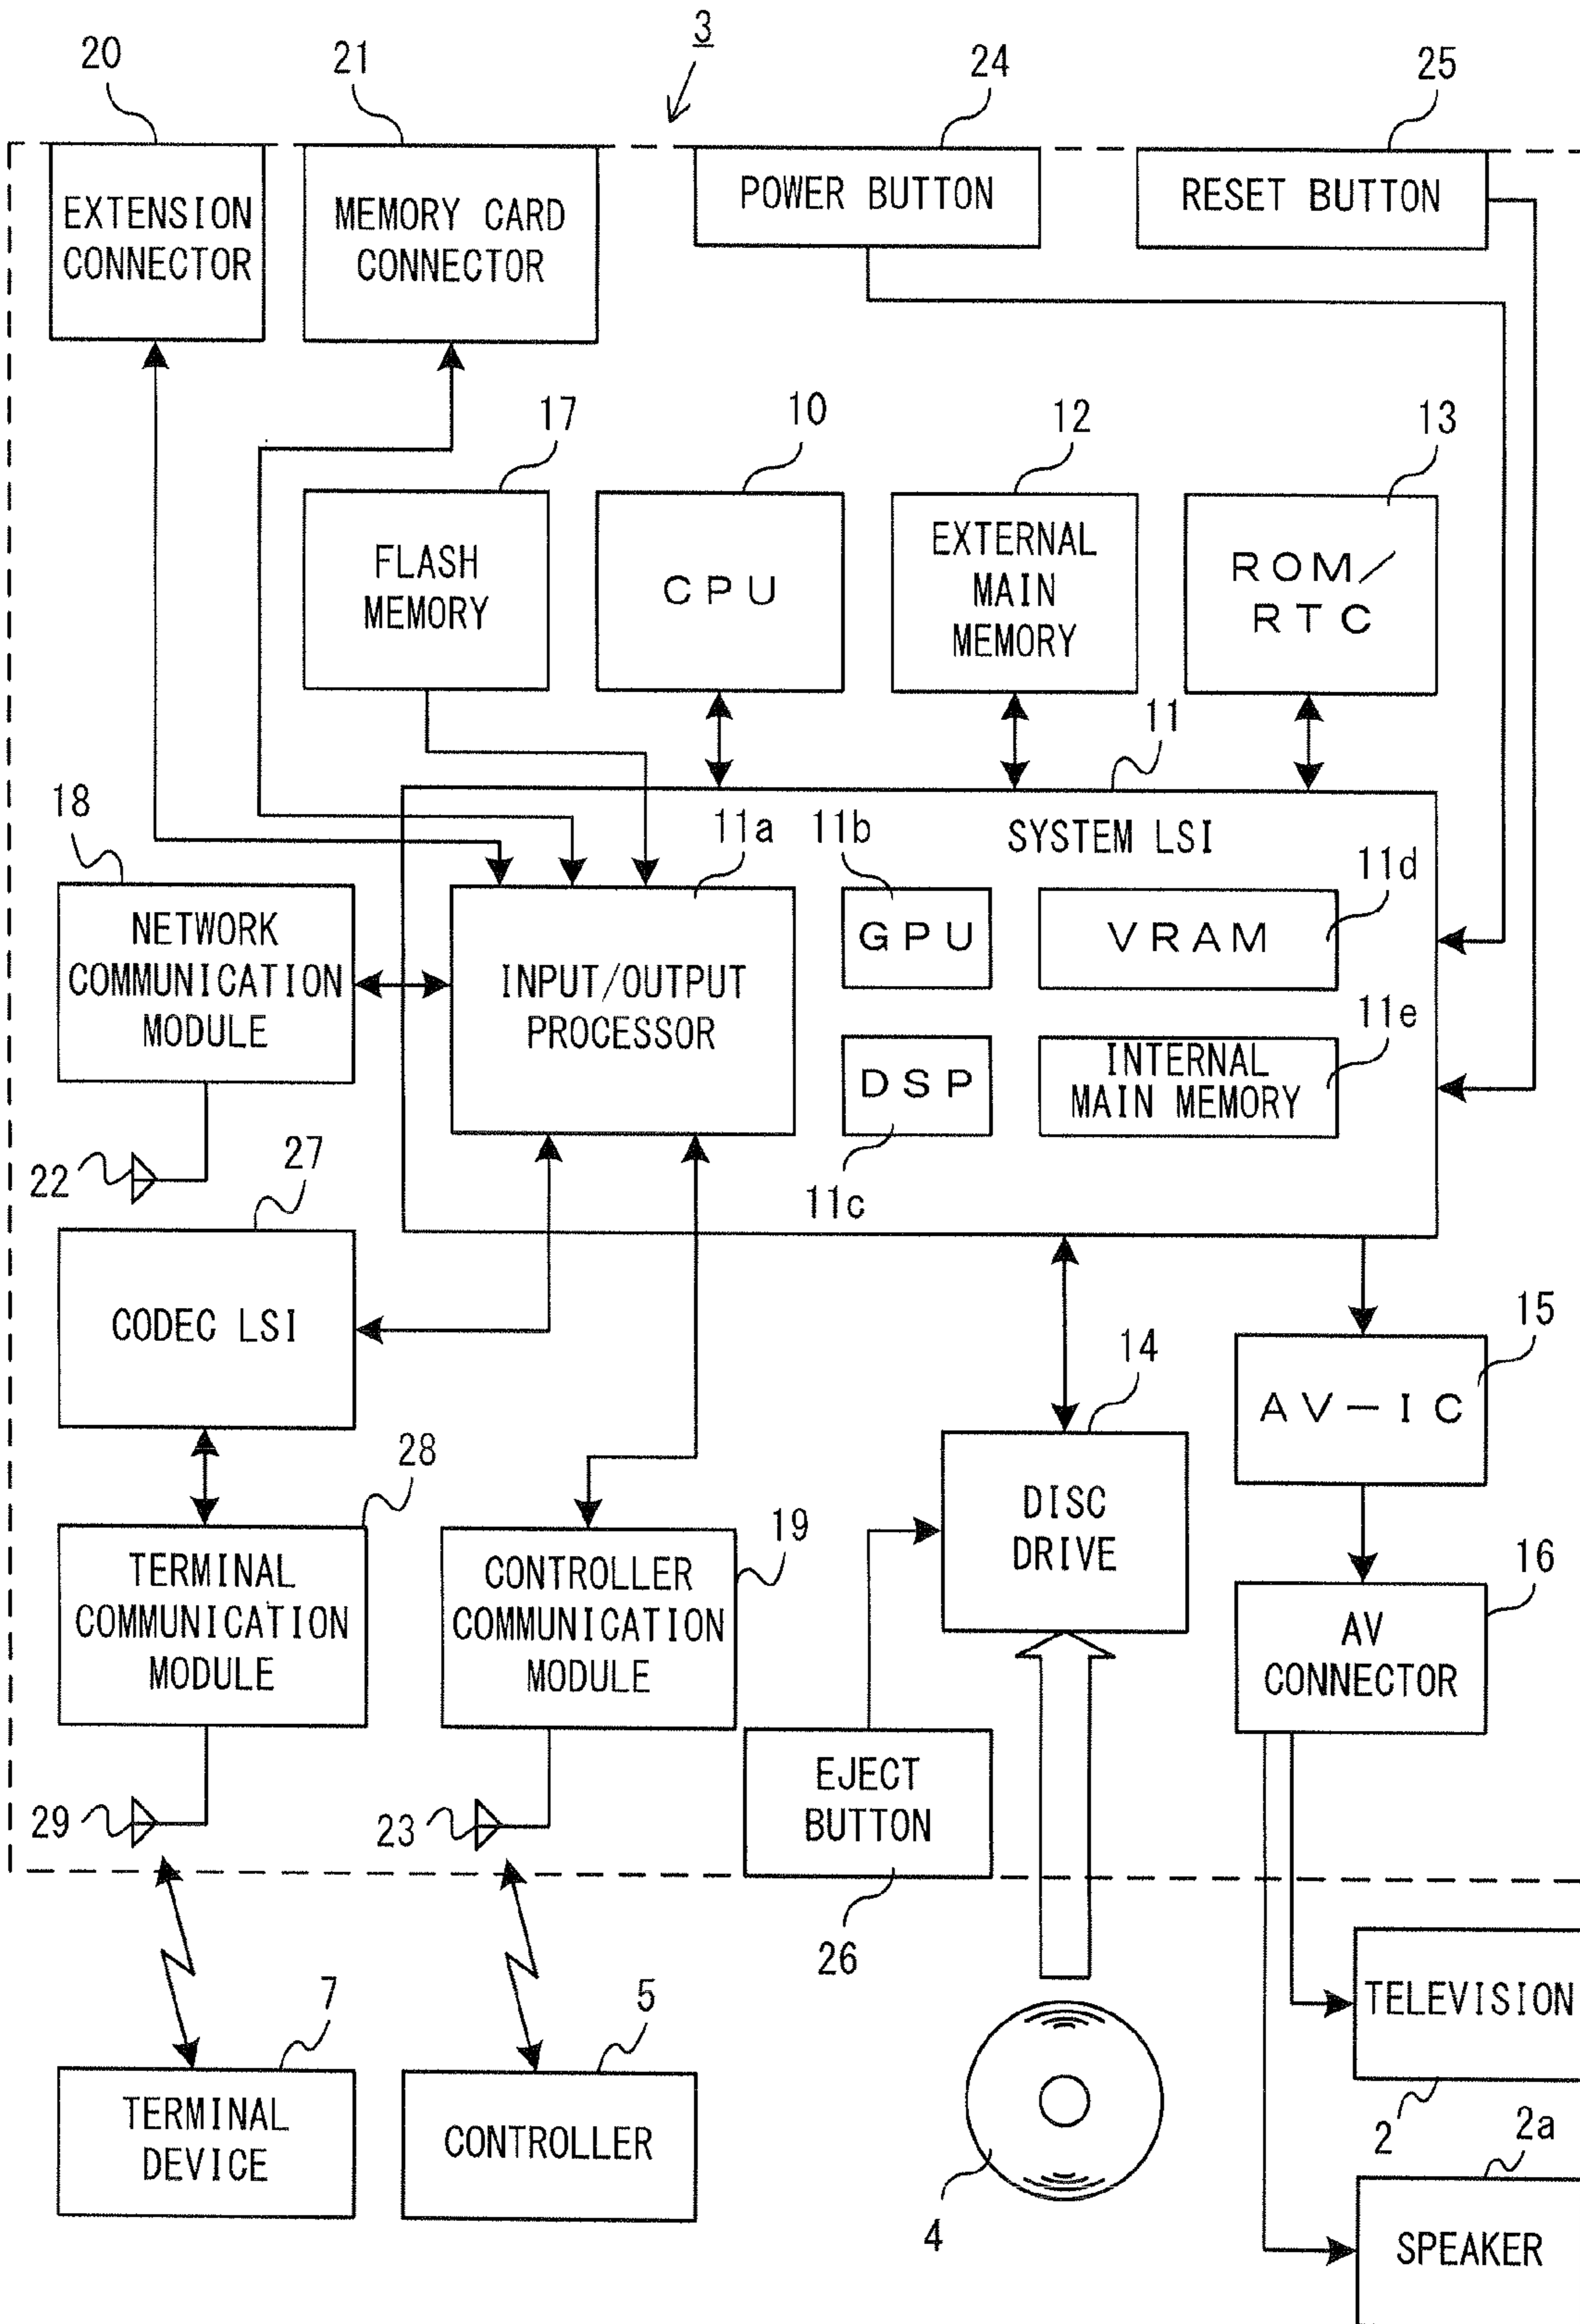 3
20
21
24
25
EXTENSION
CONNECTOR
MEMORY CARD
CONNECTOR
POWER BUTTON
RESET BUTTON
17
10
12
13
FLASH
MEMORY
CPU
EXTERNAL
MAIN
MEMORY
ROM/
RTC
11
18
11a
11b
SYSTEM LSI
11d
NETWORK
COMMUNICATION
MODULE
INPUT/OUTPUT
PROCESSOR
GPU
VRAM
11e
DSP
INTERNAL
MAIN MEMORY
22
27
11c
CODEC LSI
15
14
AV-IC
28
DISC
DRIVE
19
16
TERMINAL
COMMUNICATION
MODULE
CONTROLLER
COMMUNICATION
MODULE
AV
CONNECTOR
EJECT
BUTTON
29
23
26
7
5
TELEVISION
TERMINAL
DEVICE
CONTROLLER
2
2a
4
SPEAKER